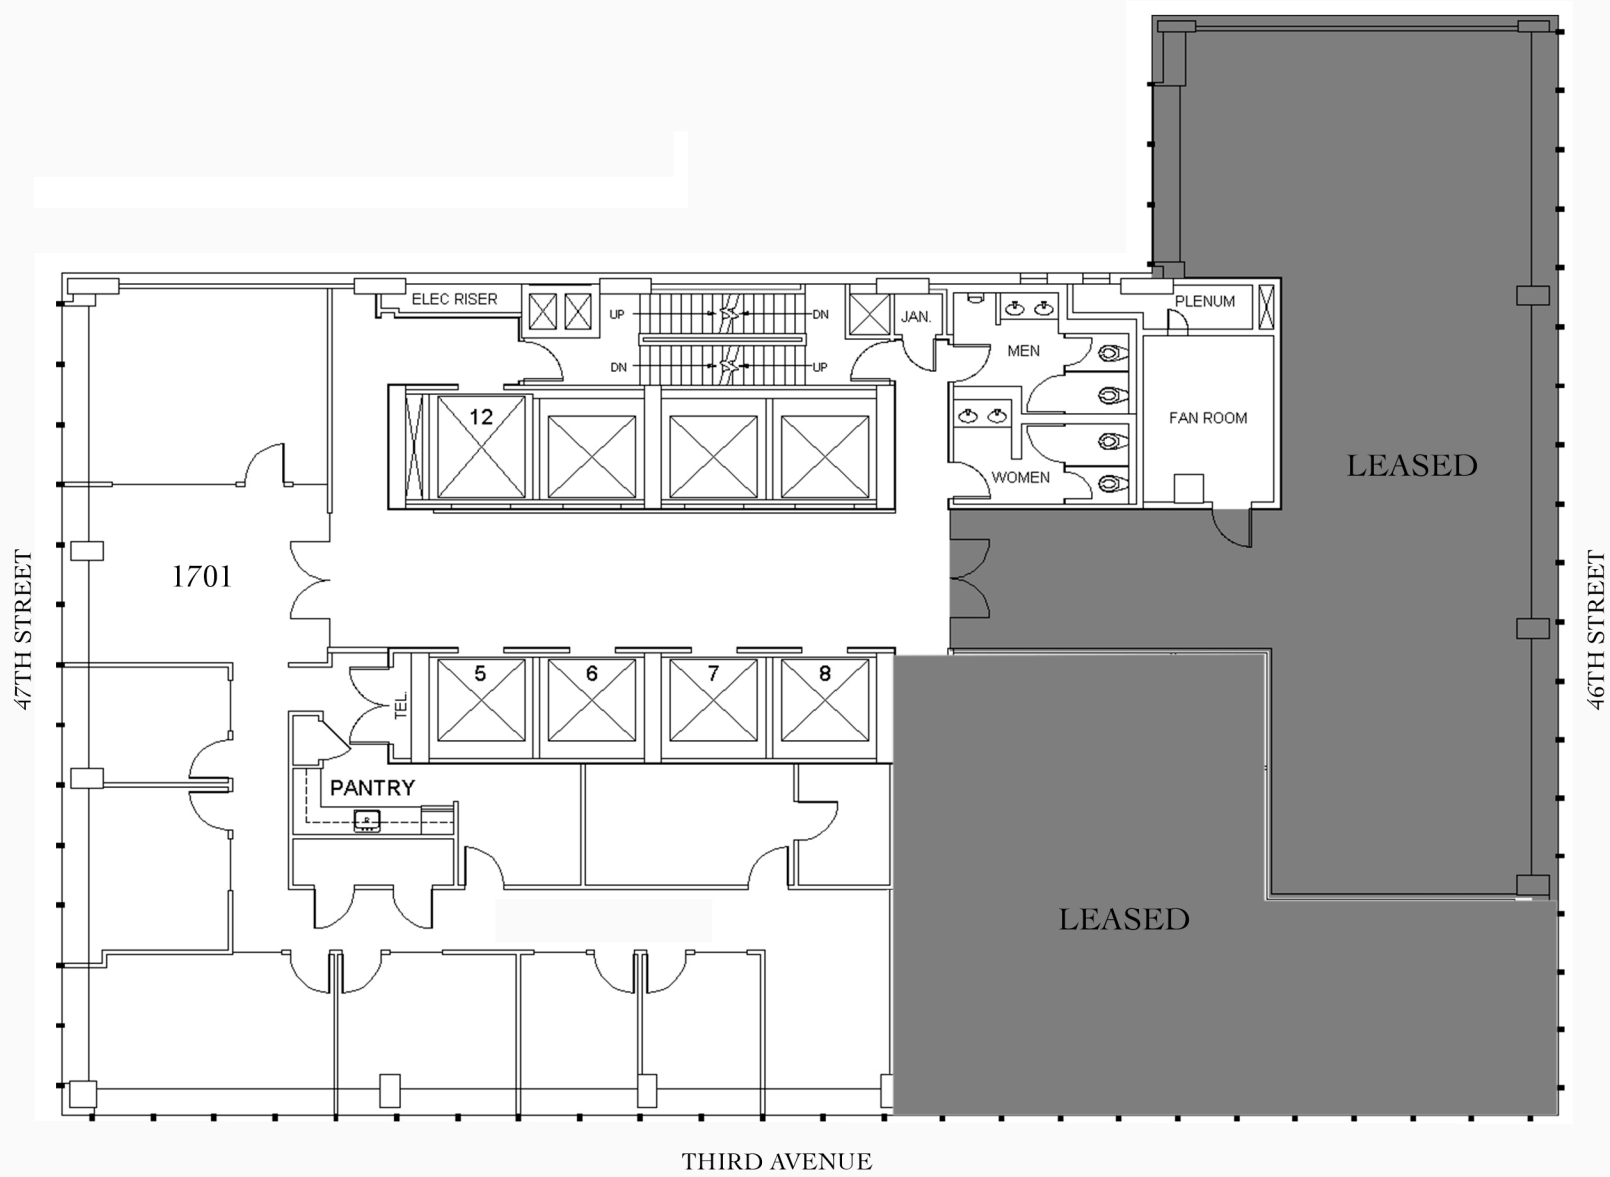 ELEC RISER
UP
DN
DN
UP
JAN.
MEN
WOMEN
PLENUM
FAN ROOM
12
LEASED
1701
47TH STREET
46TH STREET
5
6
7
8
TEL.
PANTRY
LEASED
THIRD AVENUE